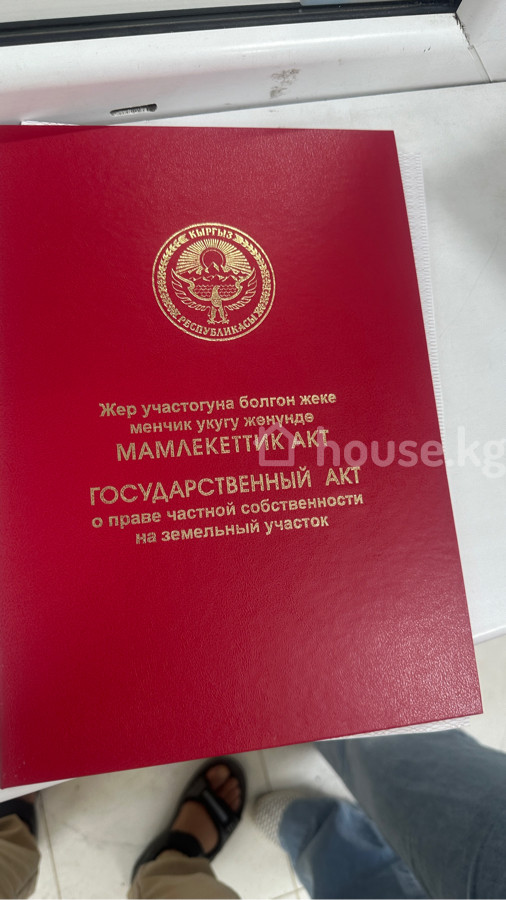 КЫРГЫЗ
РЕСПУБЛИКАСЫ
Жер участогуна болгон жеке
менчик укугу жөнүндө
МАМЛЕКЕТТИК АКТ
house.kg
ГОСУДАРСТВЕННЫЙ АКТ
о праве частной собственности
на земельный участок